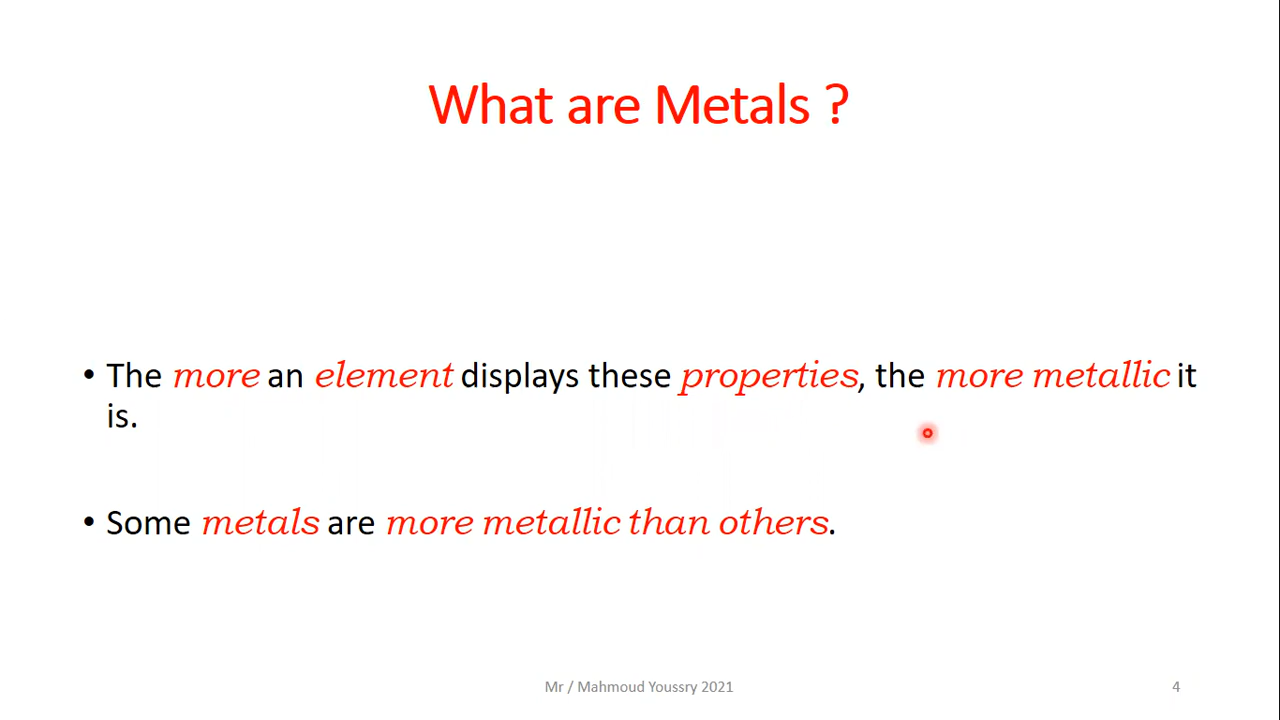 What are Metals ?
• The more an element displays these properties, the more metallic it
is.
• Some metals are more metallic than others.
Mr / Mahmoud Youssry 2021
4